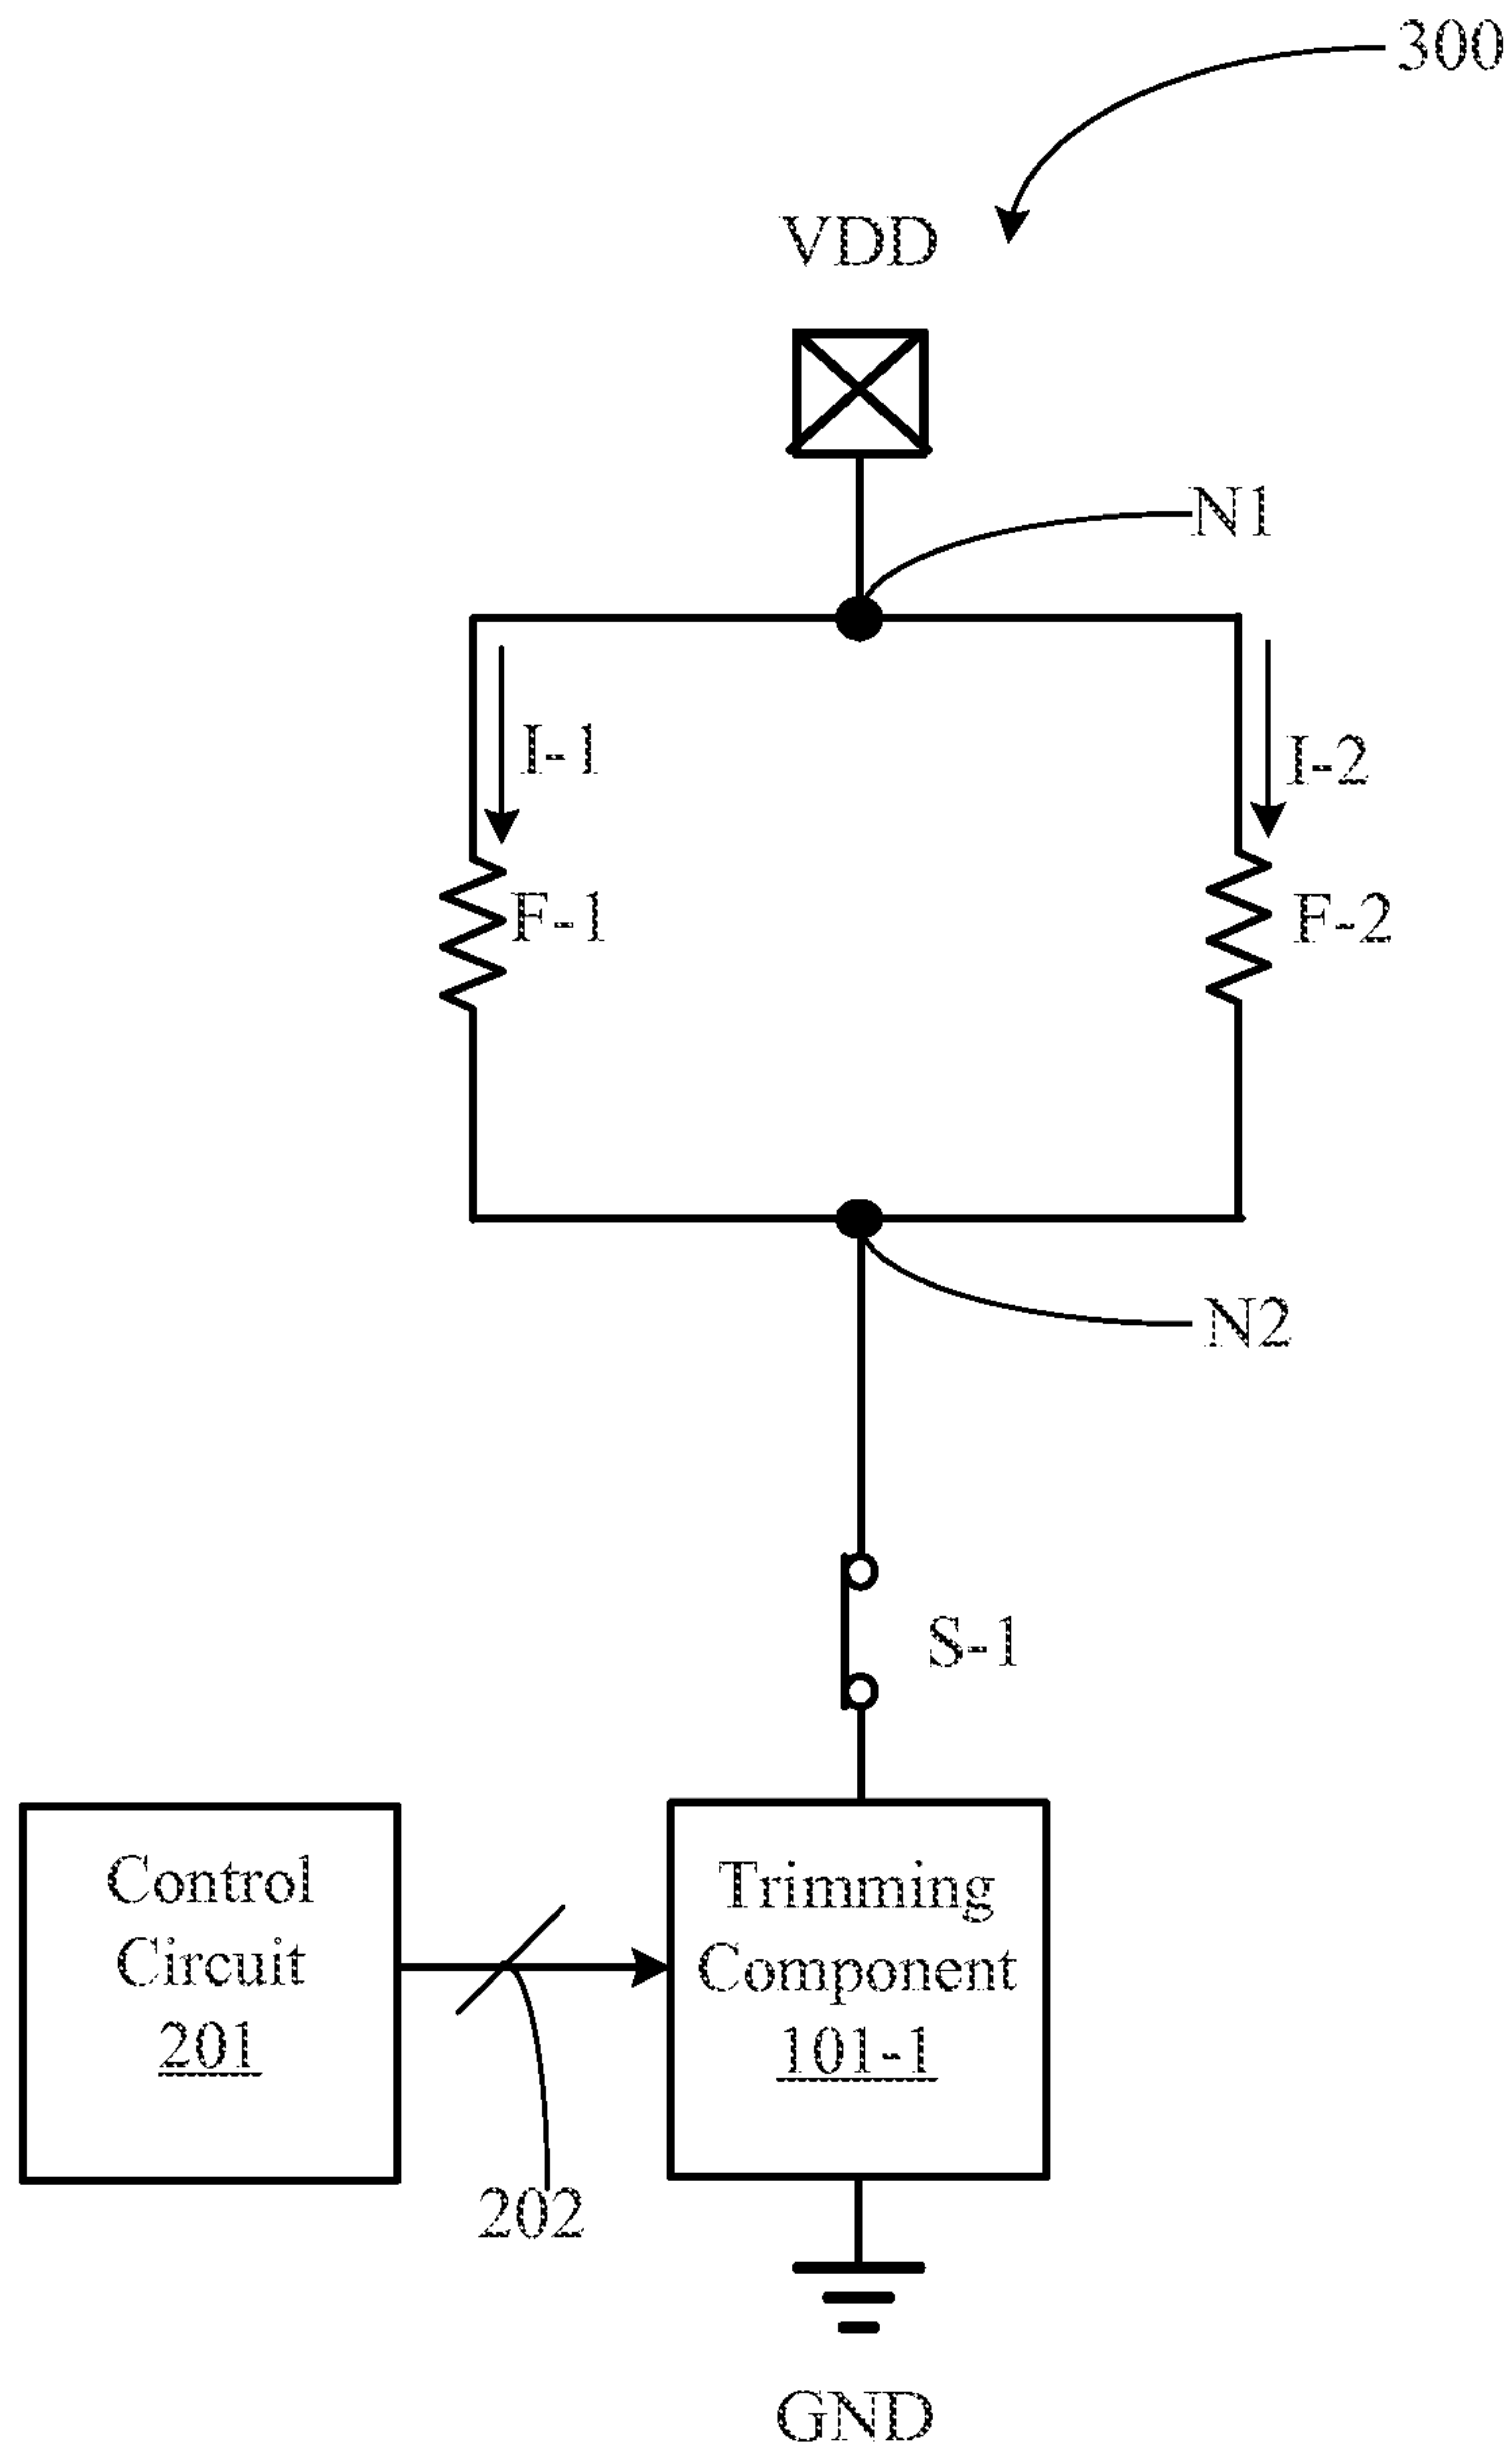 300
VDD
N1
I-1
I-2
F-1
F-2
N2
S-1
Control
Circuit
201
Trimming
Component
101-1
202
GND